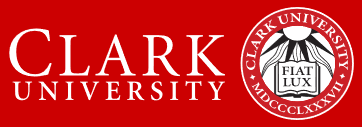 CLARK
UNIVERSITY
CLARK UNIVERSITY
FIAT
LUX
MDCCCLXXXVII